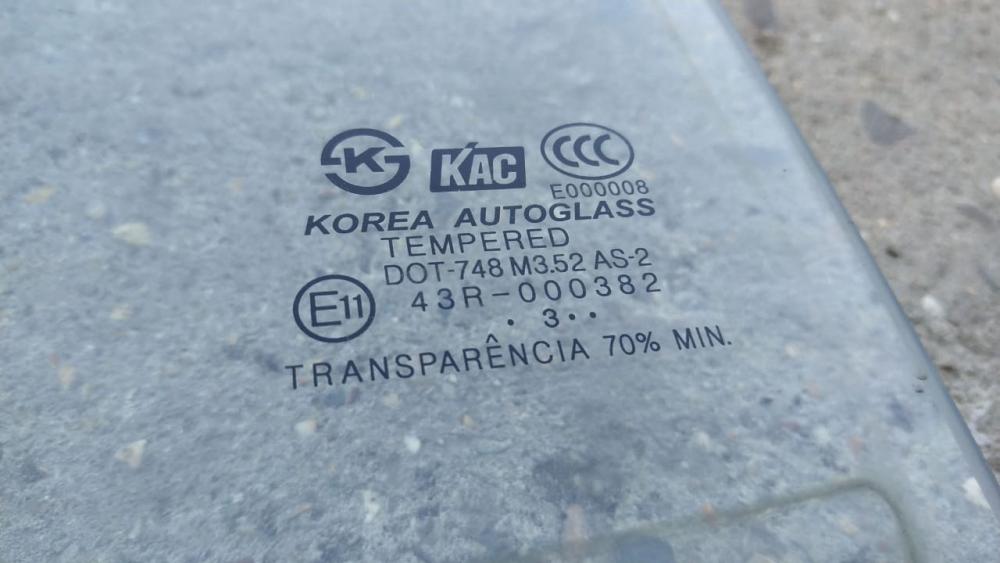 KS KAC CCC
E000008
KOREA AUTOGLASS
TEMPERED
DOT-748 M3.52 AS-2
E11 43R-000382
. 3 . .
TRANSPARÊNCIA 70% MIN.